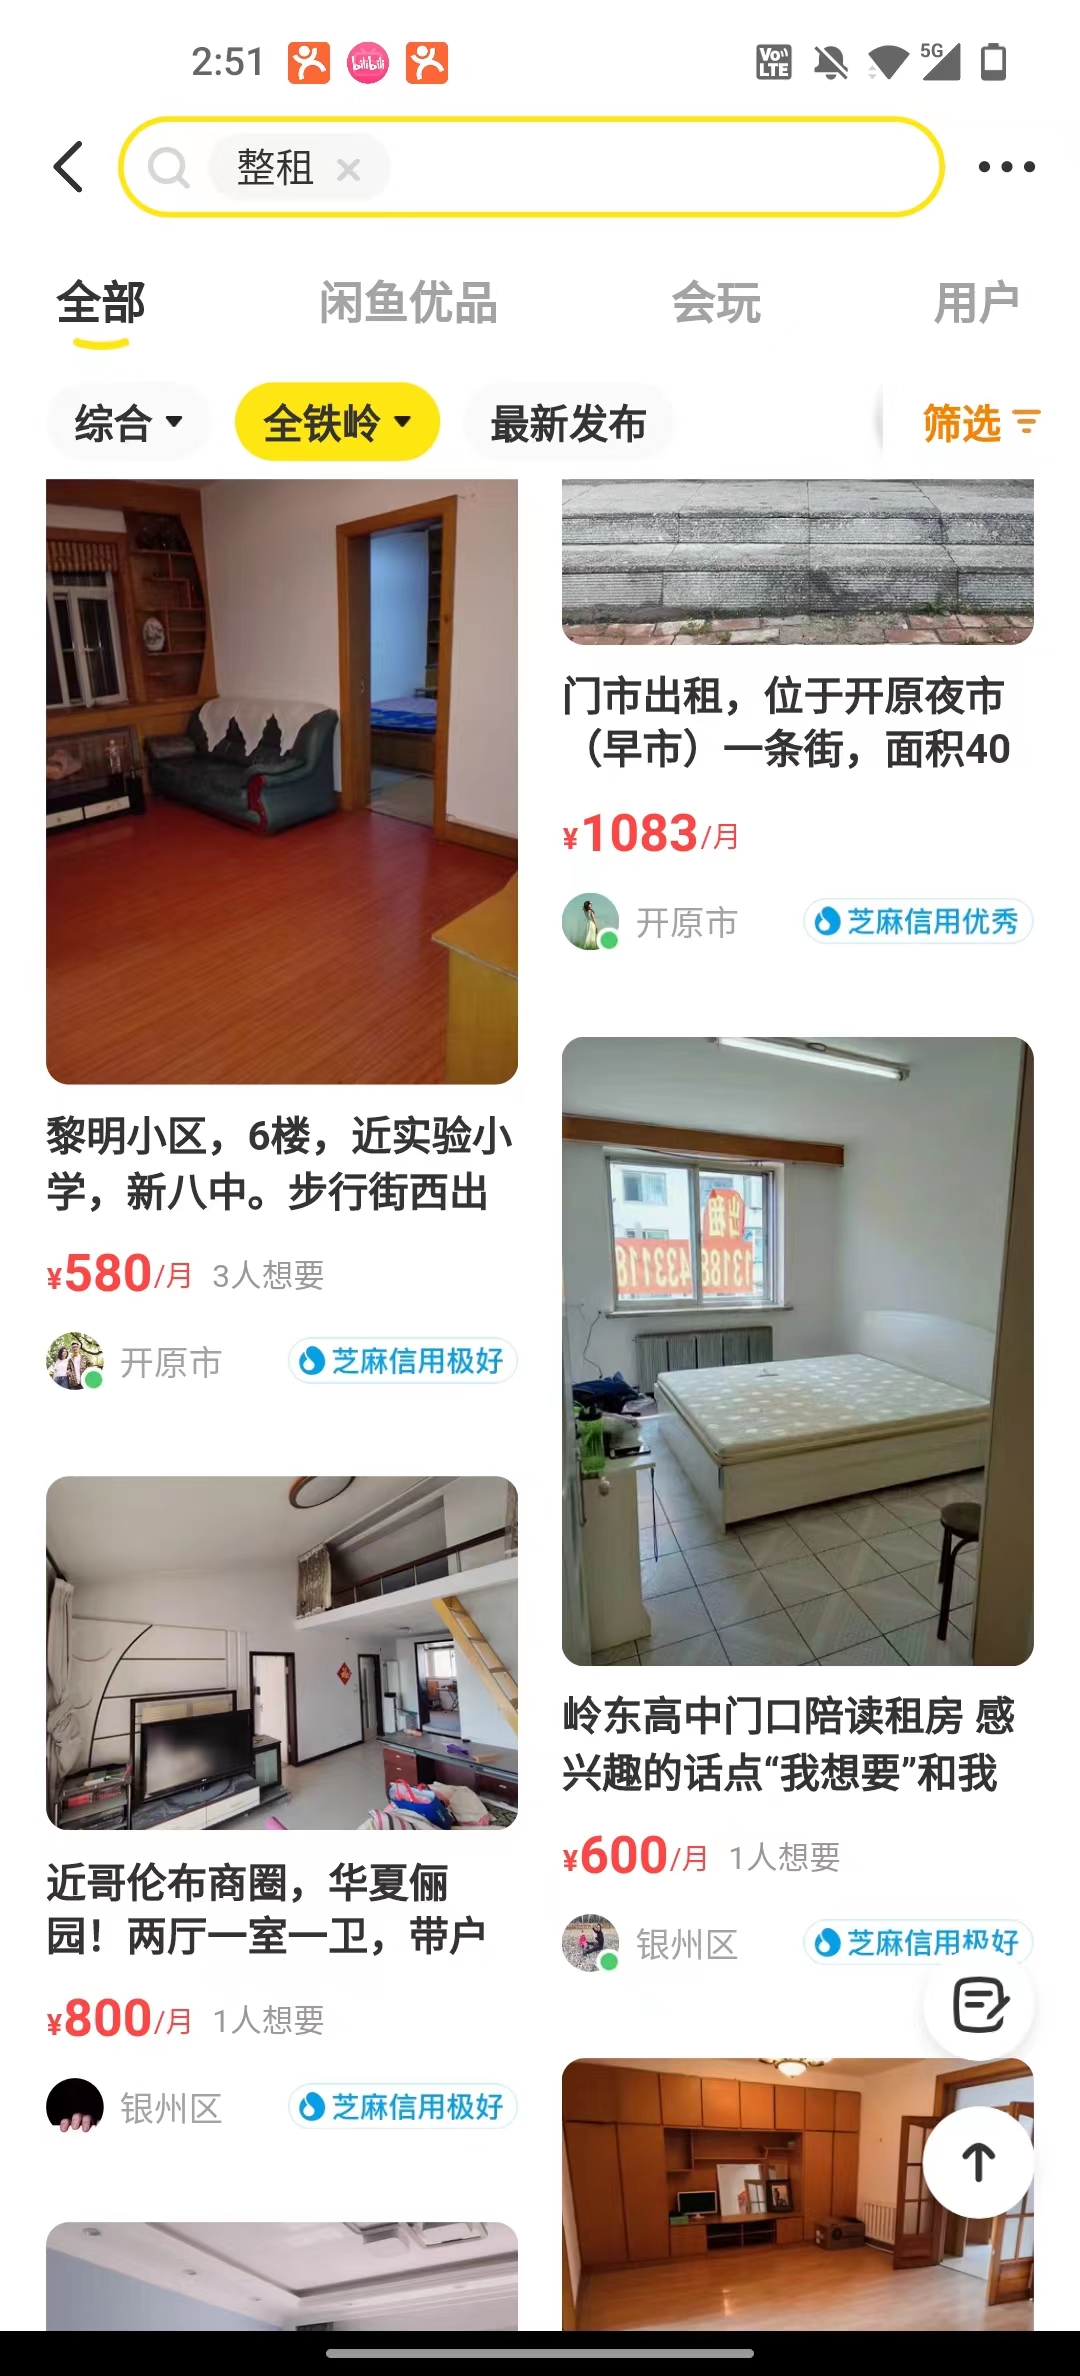 2:51
bilibili
Vo LTE
5G
整租
全部
闲鱼优品
会玩
用户
综合
全铁岭
最新发布
筛选
黎明小区，6楼，近实验小
学，新八中。步行街西出
¥580/月 3人想要
开原市
芝麻信用极好
近哥伦布商圈，华夏俪
园！两厅一室一卫，带户
¥800/月 1人想要
银州区
芝麻信用极好
门市出租，位于开原夜市
（早市）一条街，面积40
¥1083/月
开原市
芝麻信用优秀
出租
岭东高中门口陪读租房 感
兴趣的话点“我想要”和我
¥600/月 1人想要
银州区
芝麻信用极好